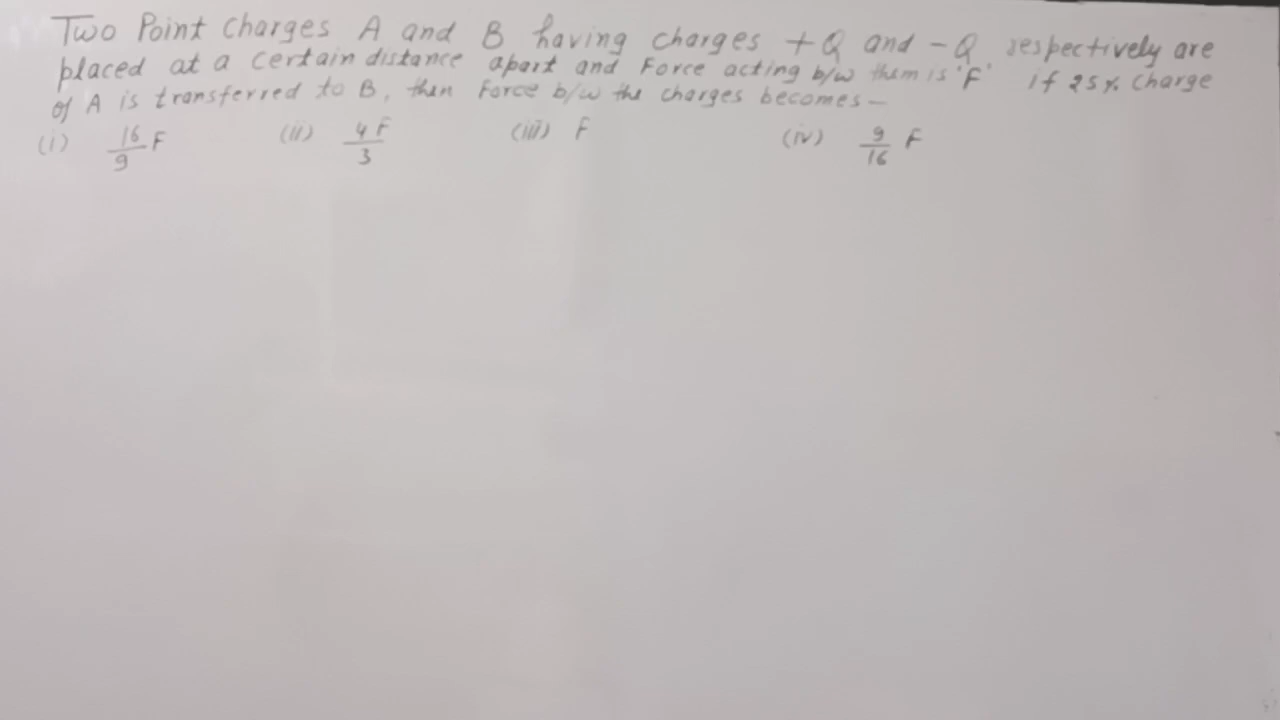 Two Point Charges A and B having charges +Q and -Q respectively are
placed at a certain distance apart and Force acting b/w them is 'F' if 25% charge
of A is transferred to B, then Force b/w the charges becomes-
(i) 16/9 F (ii) 4F/3 (iii) F (iv) 9/16 F